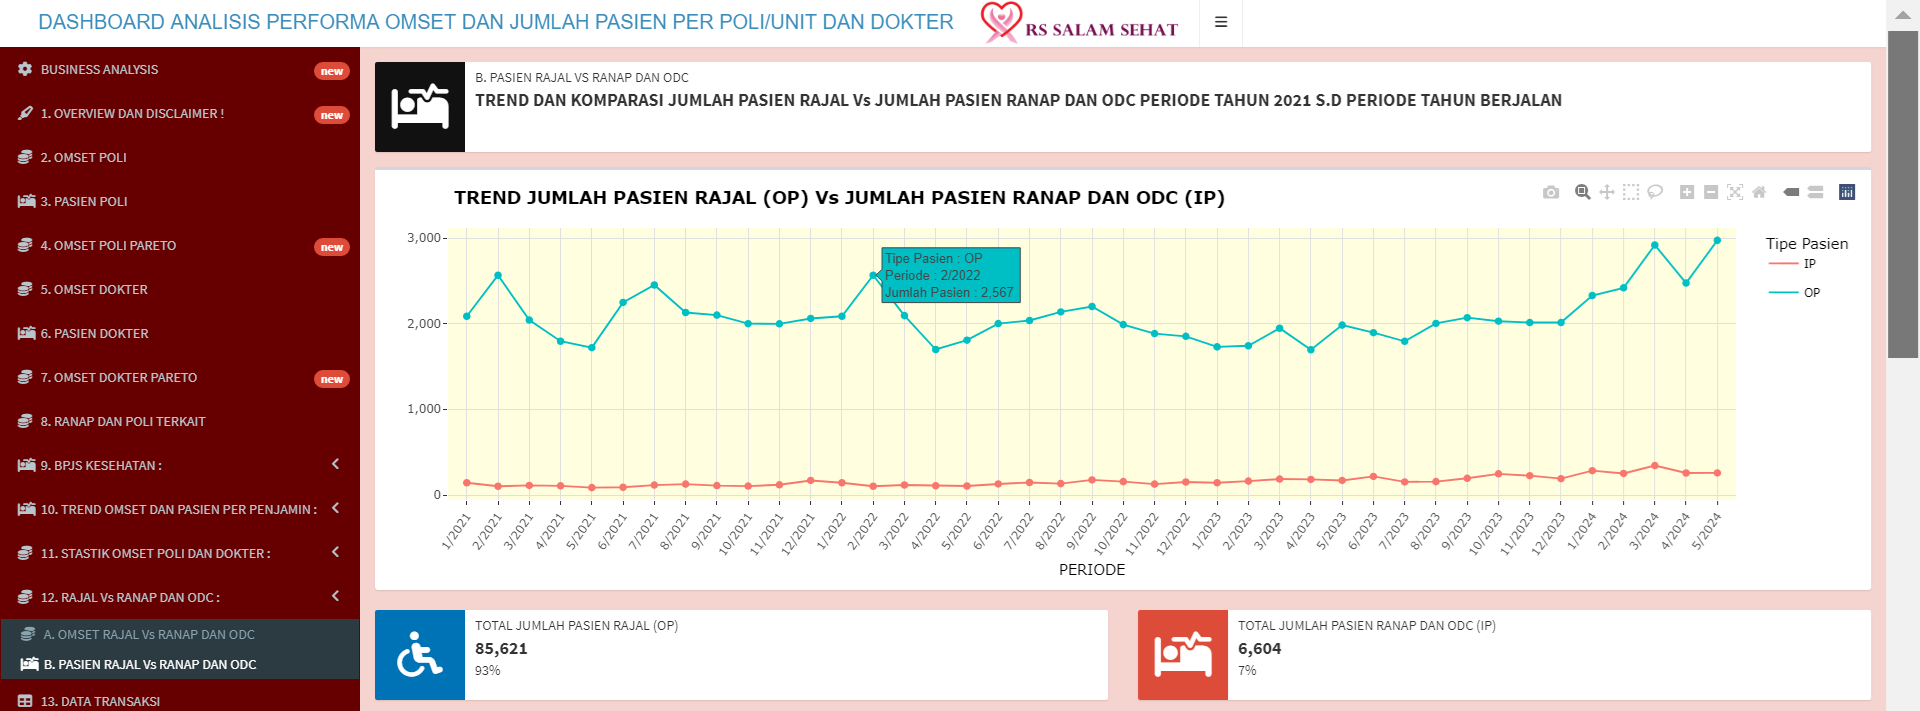 DASHBOARD ANALISIS PERFORMA OMSET DAN JUMLAH PASIEN PER POLI/UNIT DAN DOKTER
RS SALAM SEHAT
BUSINESS ANALYSIS
new
1. OVERVIEW DAN DISCLAIMER !
new
2. OMSET POLI
3. PASIEN POLI
4. OMSET POLI PARETO
new
5. OMSET DOKTER
6. PASIEN DOKTER
7. OMSET DOKTER PARETO
new
8. RANAP DAN POLI TERKAIT
9. BPJS KESEHATAN :
10. TREND OMSET DAN PASIEN PER PENJAMIN :
11. STASTIK OMSET POLI DAN DOKTER :
12. RAJAL Vs RANAP DAN ODC :
A. OMSET RAJAL Vs RANAP DAN ODC
B. PASIEN RAJAL Vs RANAP DAN ODC
13. DATA TRANSAKSI
B. PASIEN RAJAL VS RANAP DAN ODC
TREND DAN KOMPARASI JUMLAH PASIEN RAJAL Vs JUMLAH PASIEN RANAP DAN ODC PERIODE TAHUN 2021 S.D PERIODE TAHUN BERJALAN
TREND JUMLAH PASIEN RAJAL (OP) Vs JUMLAH PASIEN RANAP DAN ODC (IP)
3,000
2,000
1,000
0
Tipe Pasien : OP
Periode : 2/2022
Jumlah Pasien : 2,567
Tipe Pasien
IP
OP
1/2021
2/2021
3/2021
4/2021
5/2021
6/2021
7/2021
8/2021
9/2021
10/2021
11/2021
12/2021
1/2022
2/2022
3/2022
4/2022
5/2022
6/2022
7/2022
8/2022
9/2022
10/2022
11/2022
12/2022
1/2023
2/2023
3/2023
4/2023
5/2023
6/2023
7/2023
8/2023
9/2023
10/2023
11/2023
12/2023
1/2024
2/2024
3/2024
4/2024
5/2024
PERIODE
TOTAL JUMLAH PASIEN RAJAL (OP)
85,621
93%
TOTAL JUMLAH PASIEN RANAP DAN ODC (IP)
6,604
7%